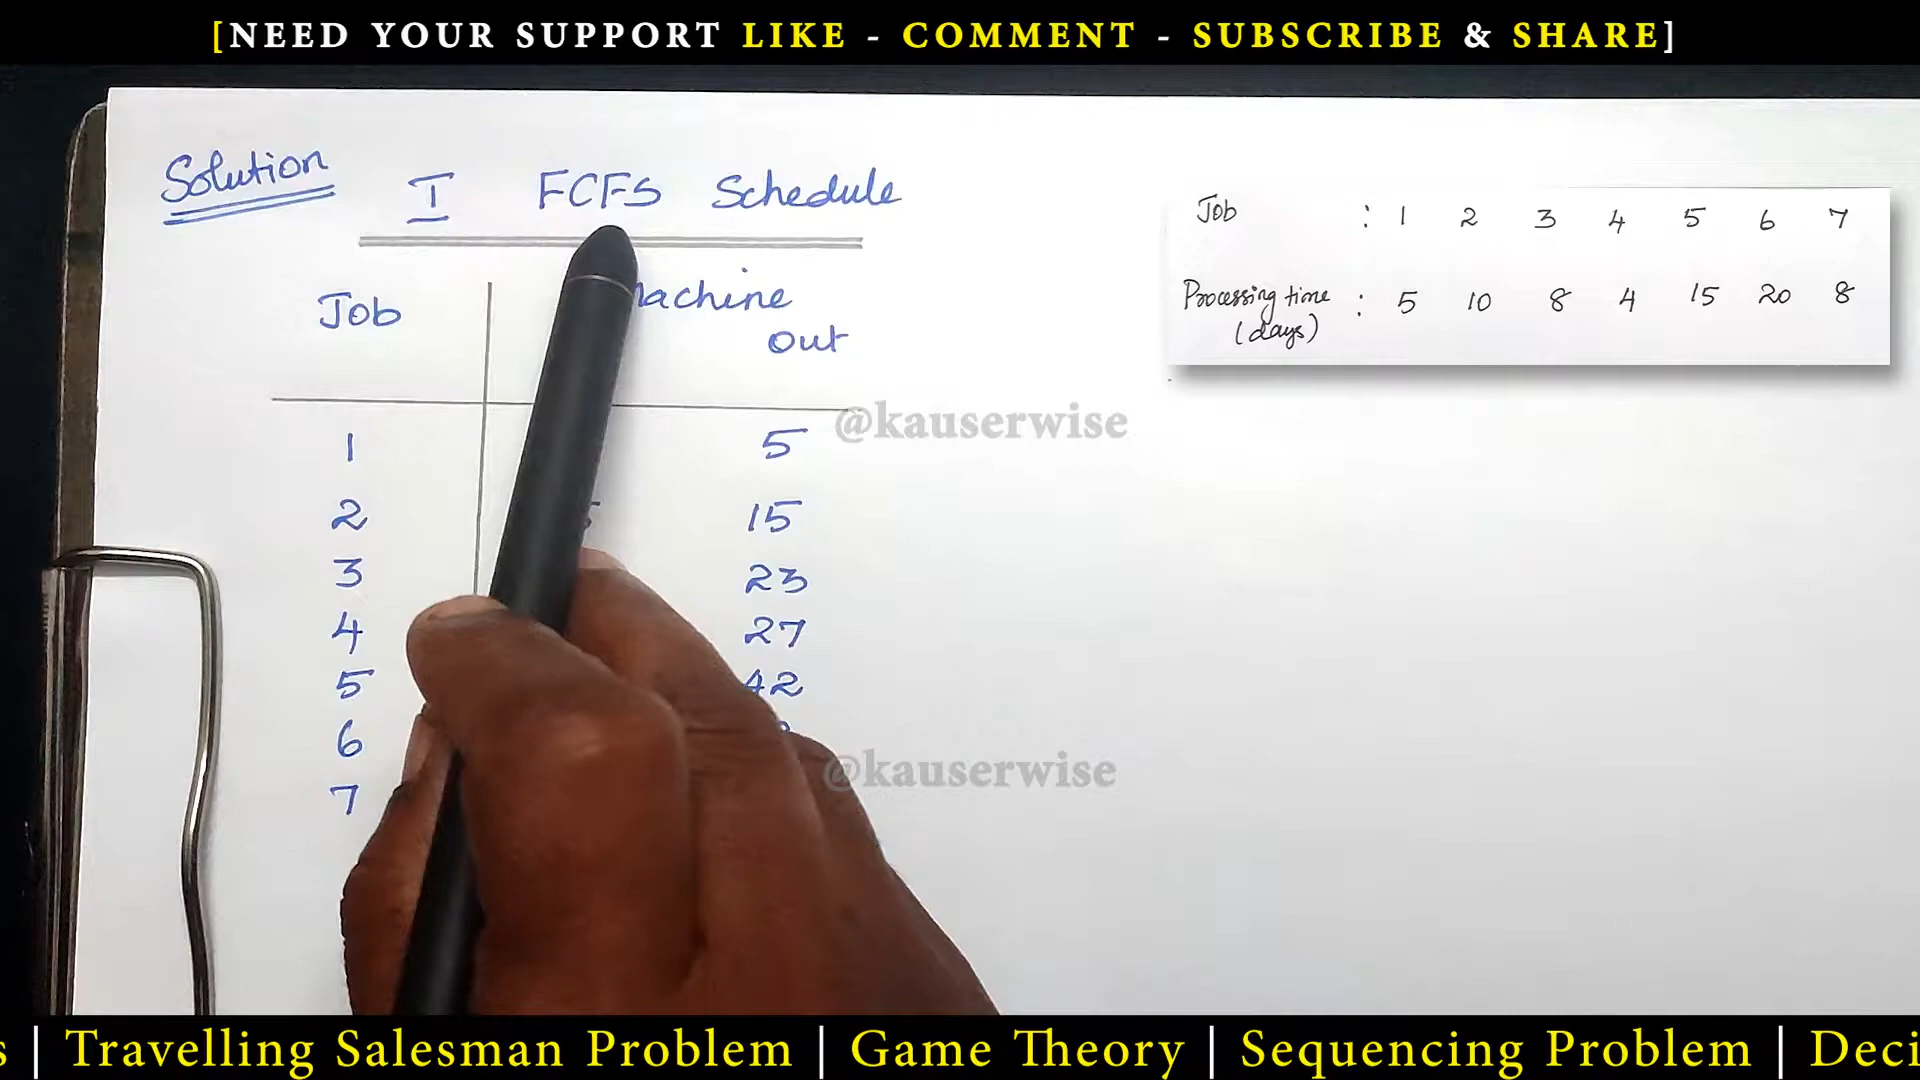 [NEED YOUR SUPPORT LIKE - COMMENT - SUBSCRIBE & SHARE]
Solution
I FCFS Schedule
Job achine
Out
1 5
2 15
3 23
4 27
5 42
6
7
Job : 1 2 3 4 5 6 7
Processing time : 5 10 8 4 15 20 8
(days)
@kauserwise
@kauserwise
| Travelling Salesman Problem | Game Theory | Sequencing Problem | Deci